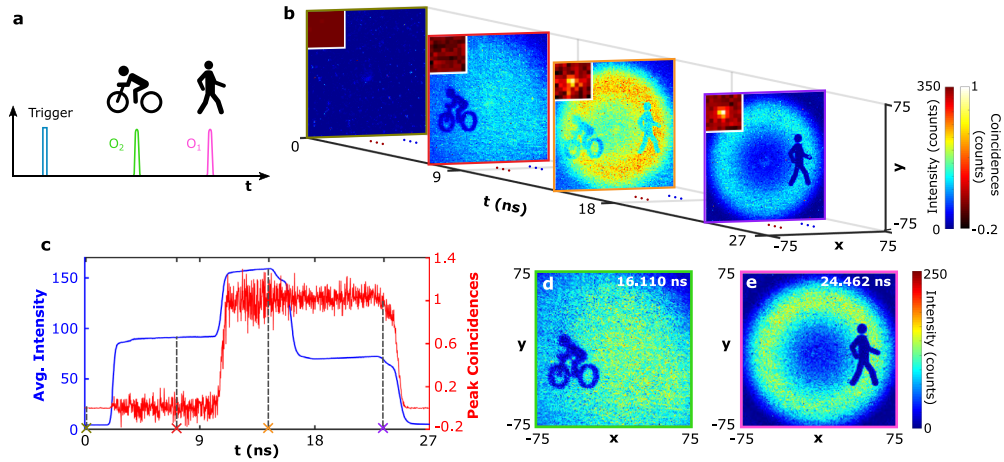 a
Trigger
O₂
O₁
t
b
0
9
18
27
t (ns)
-75
x
75
75
y
-75
350
0
Intensity (counts)
1
-0.2
Coincidences
(counts)
c
150
100
50
0
Avg. Intensity
1.4
1
0.6
0.2
-0.2
Peak Coincidences
0
9
18
27
t (ns)
d
16.110 ns
75
y
-75
-75
x
75
e
24.462 ns
75
y
-75
-75
x
75
250
0
Intensity (counts)